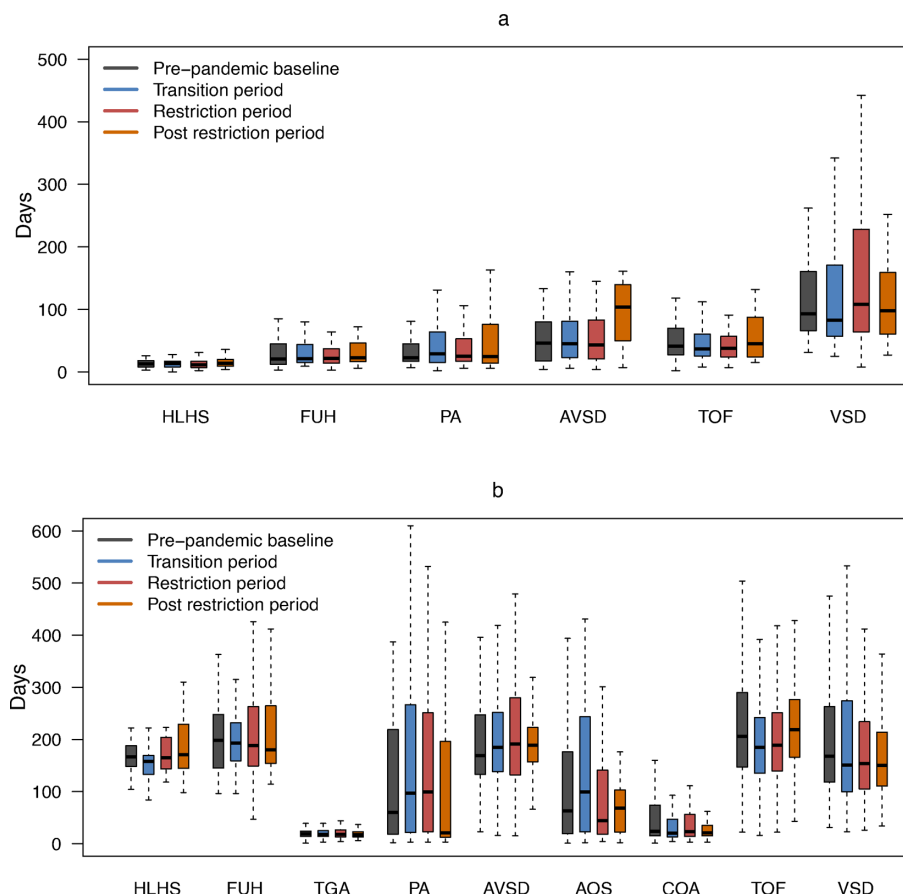 a
500
400
300
200
100
0
Days
Pre-pandemic baseline
Transition period
Restriction period
Post restriction period
HLHS FUH PA AVSD TOF VSD
b
600
500
400
300
200
100
0
Days
Pre-pandemic baseline
Transition period
Restriction period
Post restriction period
HLHS FUH TGA PA AVSD AOS COA TOF VSD